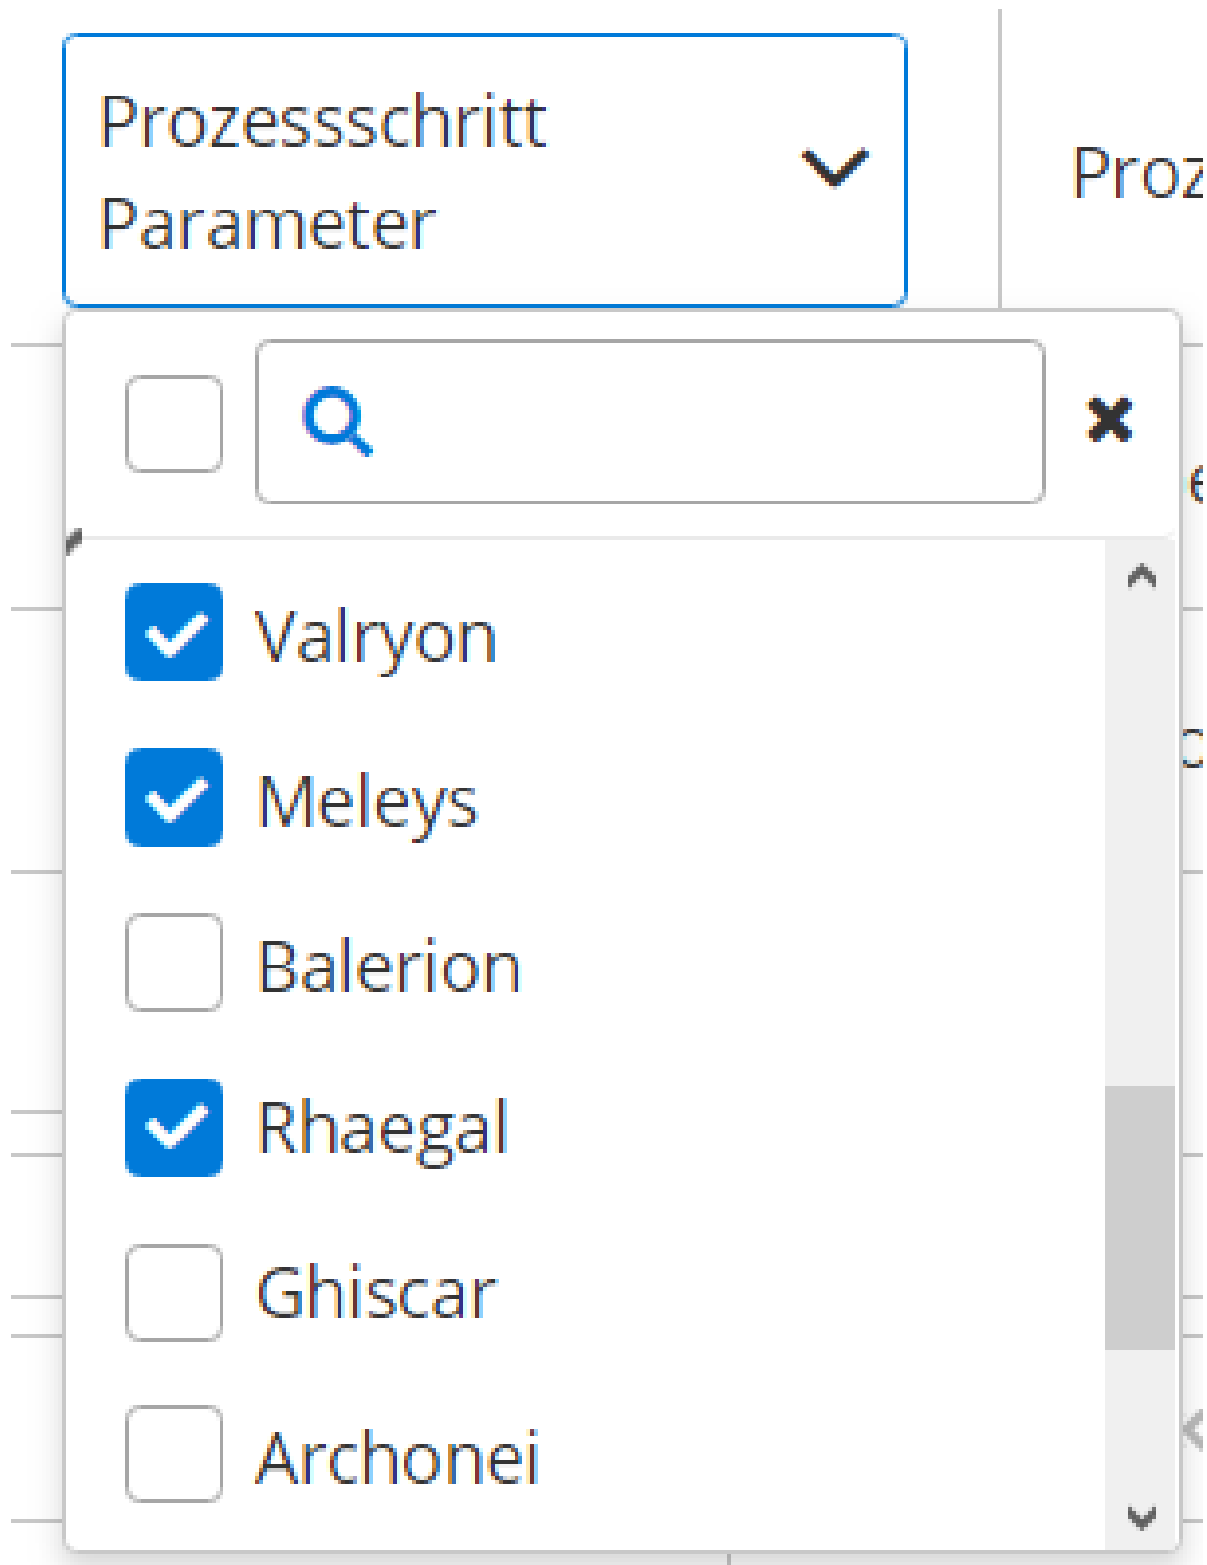 Prozessschritt
Parameter
Valryon
Meleys
Balerion
Rhaegal
Ghiscar
Archonei